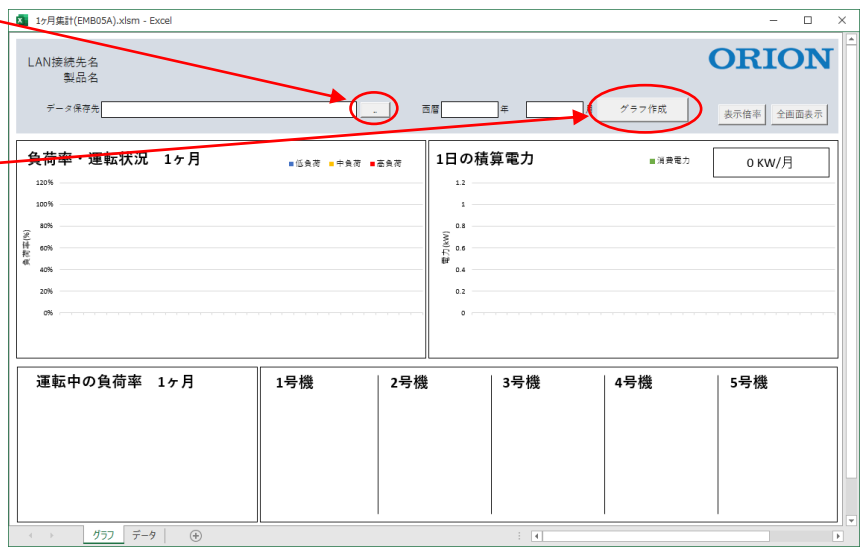 1ヶ月集計(EMB05A).xlsm - Excel
ORION
LAN接続先名
製品名
データ保存先 .. 西暦 年 グラフ作成 表示倍率 全画面表示
負荷率・運転状況 1ヶ月
低負荷 中負荷 高負荷
120%
100%
80%
60%
40%
20%
0%
負荷率(%)
1日の積算電力
消費電力
0 KW/月
1.2
1
0.8
0.6
0.4
0.2
0
電力(kW)
運転中の負荷率 1ヶ月
1号機 2号機 3号機 4号機 5号機
グラフ データ